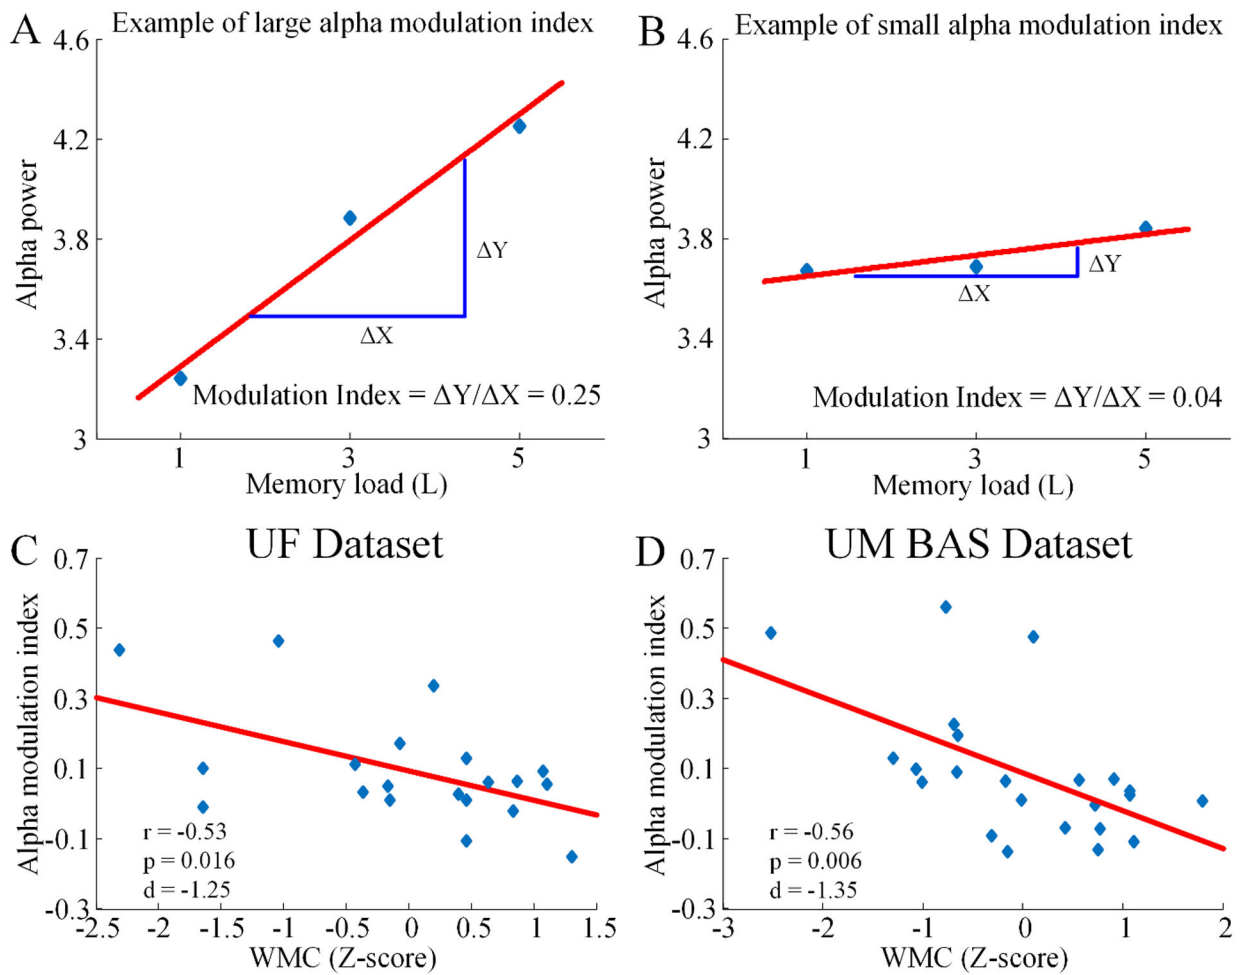 A
Example of large alpha modulation index
4.6
4.2
3.8
3.4
3
Alpha power
ΔY
ΔX
Modulation Index = ΔY/ΔX = 0.25
1
3
5
Memory load (L)
B
Example of small alpha modulation index
4.6
4.2
3.8
3.4
3
Alpha power
ΔY
ΔX
Modulation Index = ΔY/ΔX = 0.04
1
3
5
Memory load (L)
C
UF Dataset
0.7
0.5
0.3
0.1
-0.1
-0.3
Alpha modulation index
r = -0.53
p = 0.016
d = -1.25
-2.5
-2
-1.5
-1
-0.5
0
0.5
1
1.5
WMC (Z-score)
D
UM BAS Dataset
0.7
0.5
0.3
0.1
-0.1
-0.3
Alpha modulation index
r = -0.56
p = 0.006
d = -1.35
-3
-2
-1
0
1
2
WMC (Z-score)